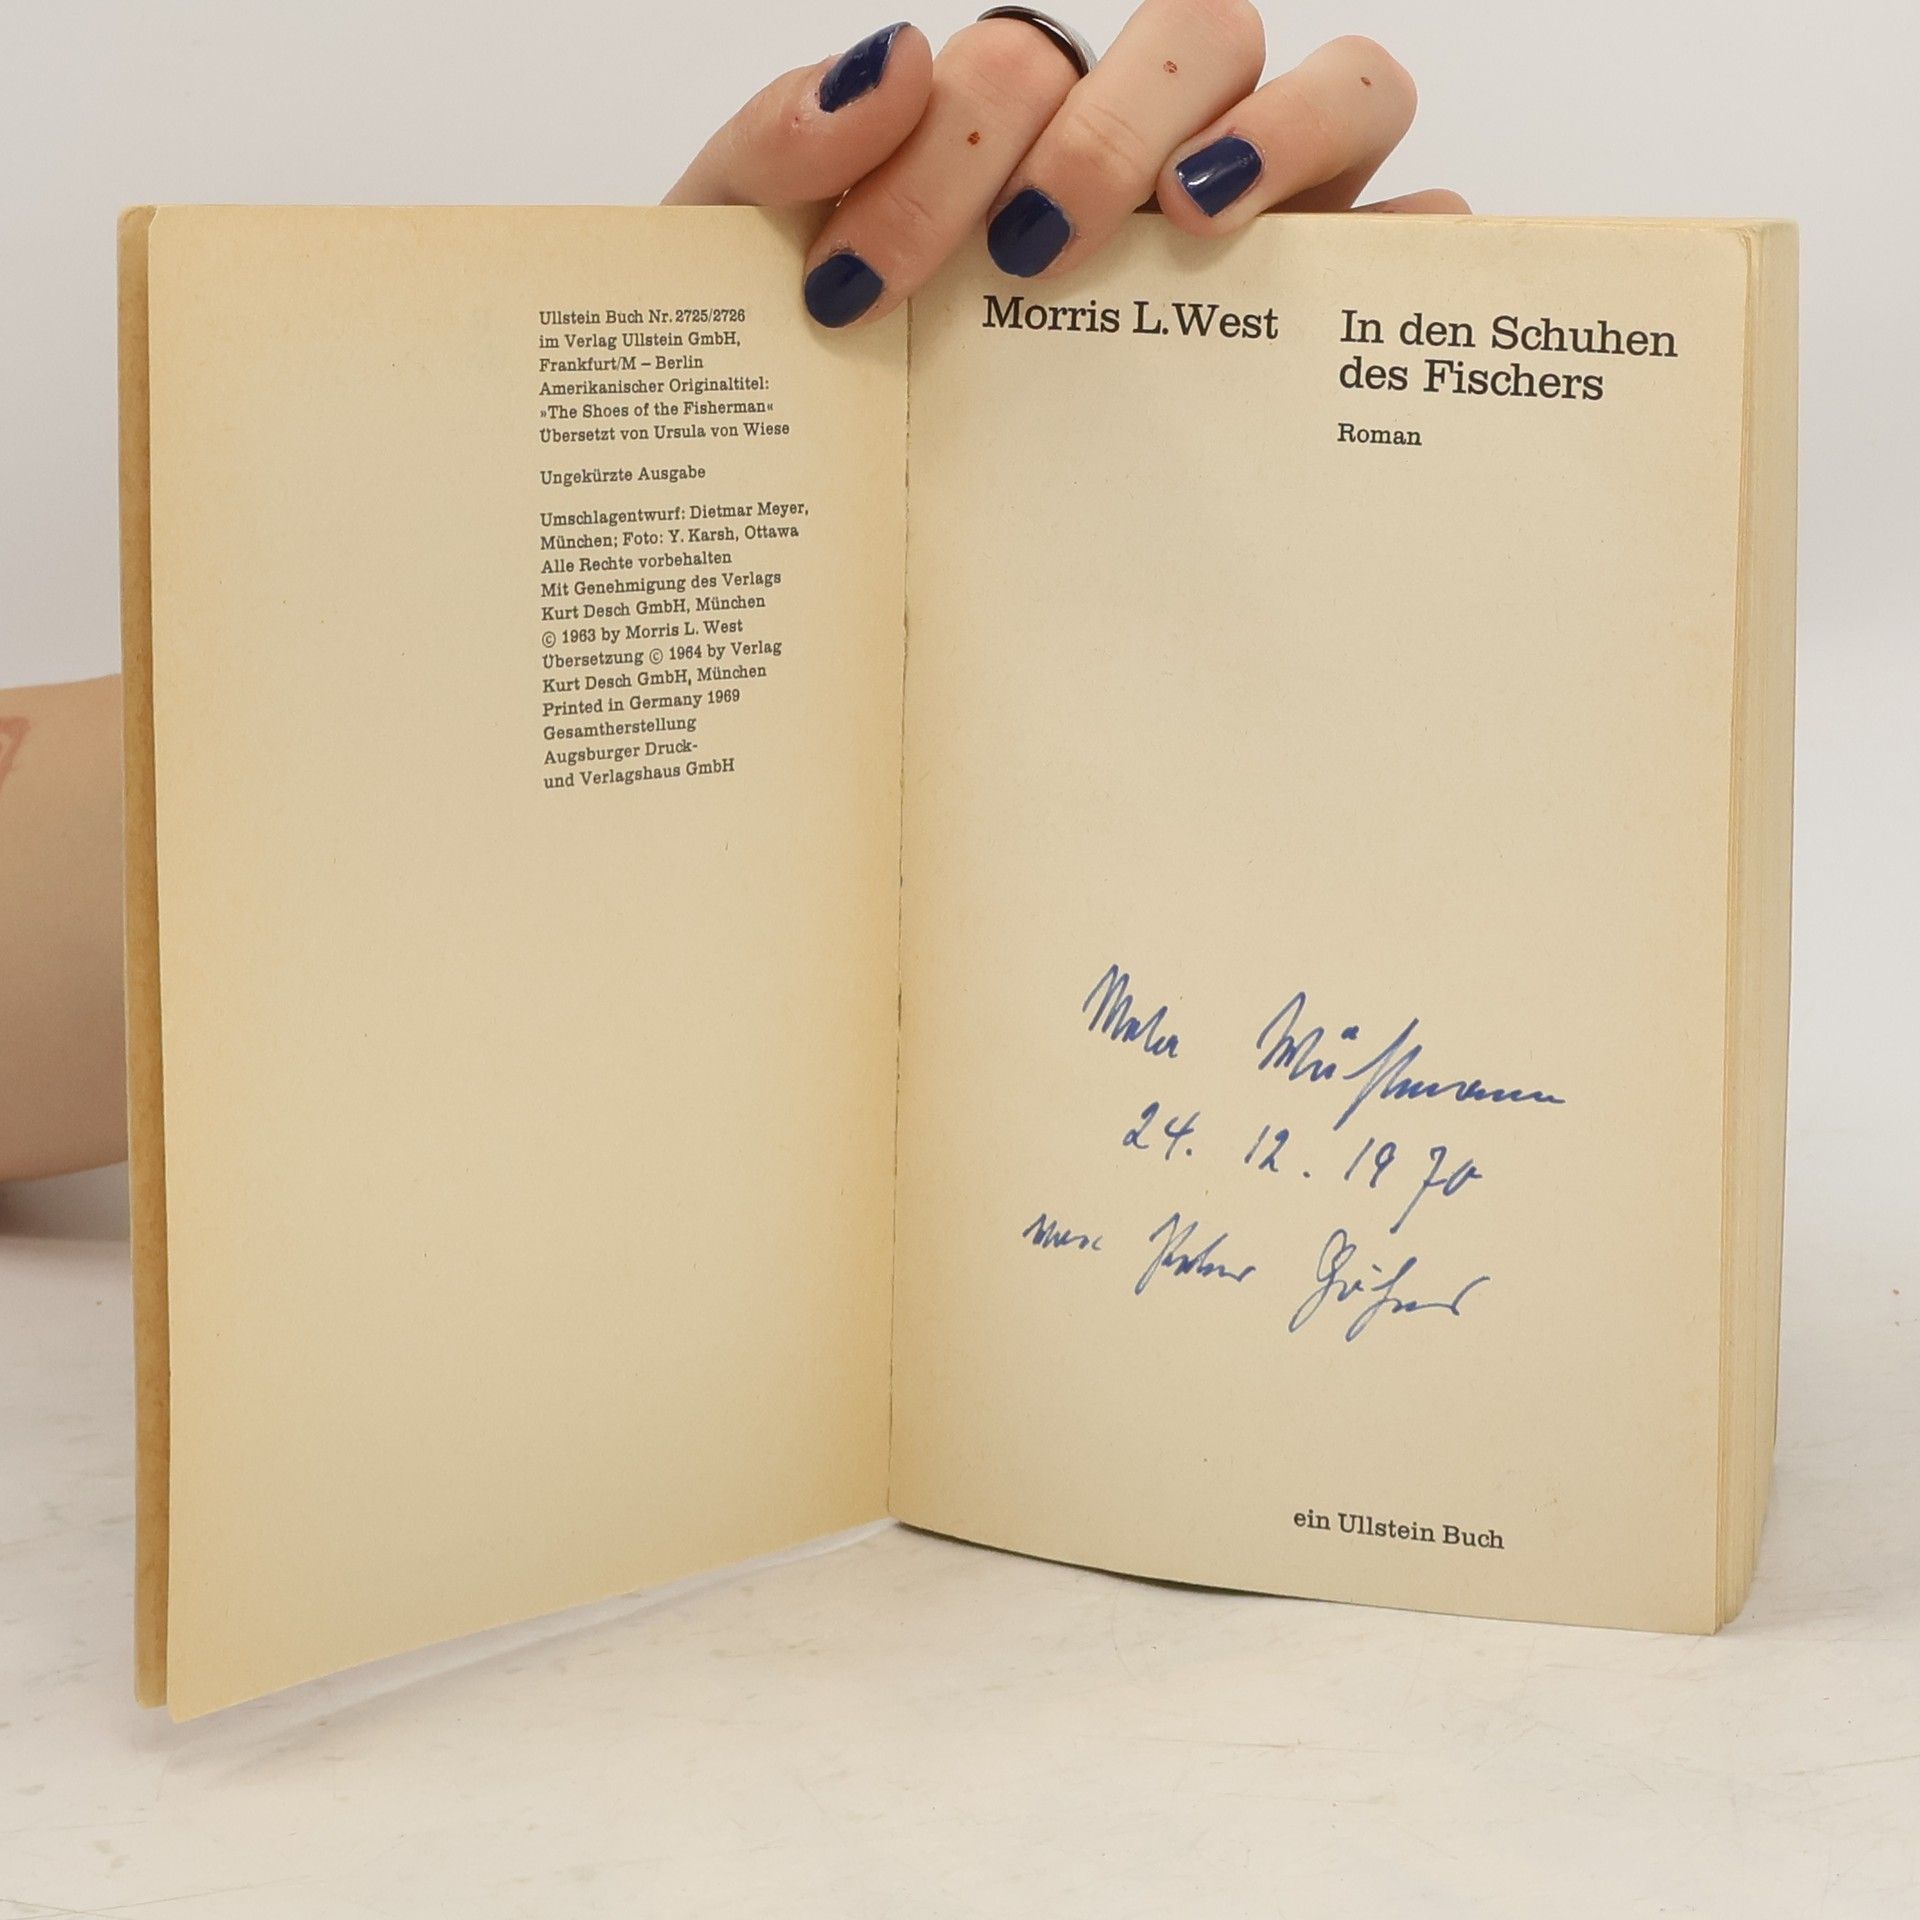 Ullstein Buch Nr. 2725/2726
im Verlag Ullstein GmbH,
Frankfurt/M – Berlin
Amerikanischer Originaltitel:
»The Shoes of the Fisherman«
Übersetzt von Ursula von Wiese
Ungekürzte Ausgabe
Umschlagentwurf: Dietmar Meyer,
München; Foto: Y. Karsh, Ottawa
Alle Rechte vorbehalten
Mit Genehmigung des Verlags
Kurt Desch GmbH, München
© 1963 by Morris L. West
Übersetzung © 1964 by Verlag
Kurt Desch GmbH, München
Printed in Germany 1969
Gesamtherstellung
Augsburger Druck-
und Verlagshaus GmbH
Morris L. West
In den Schuhen
des Fischers
Roman
24. 12. 1970
ein Ullstein Buch